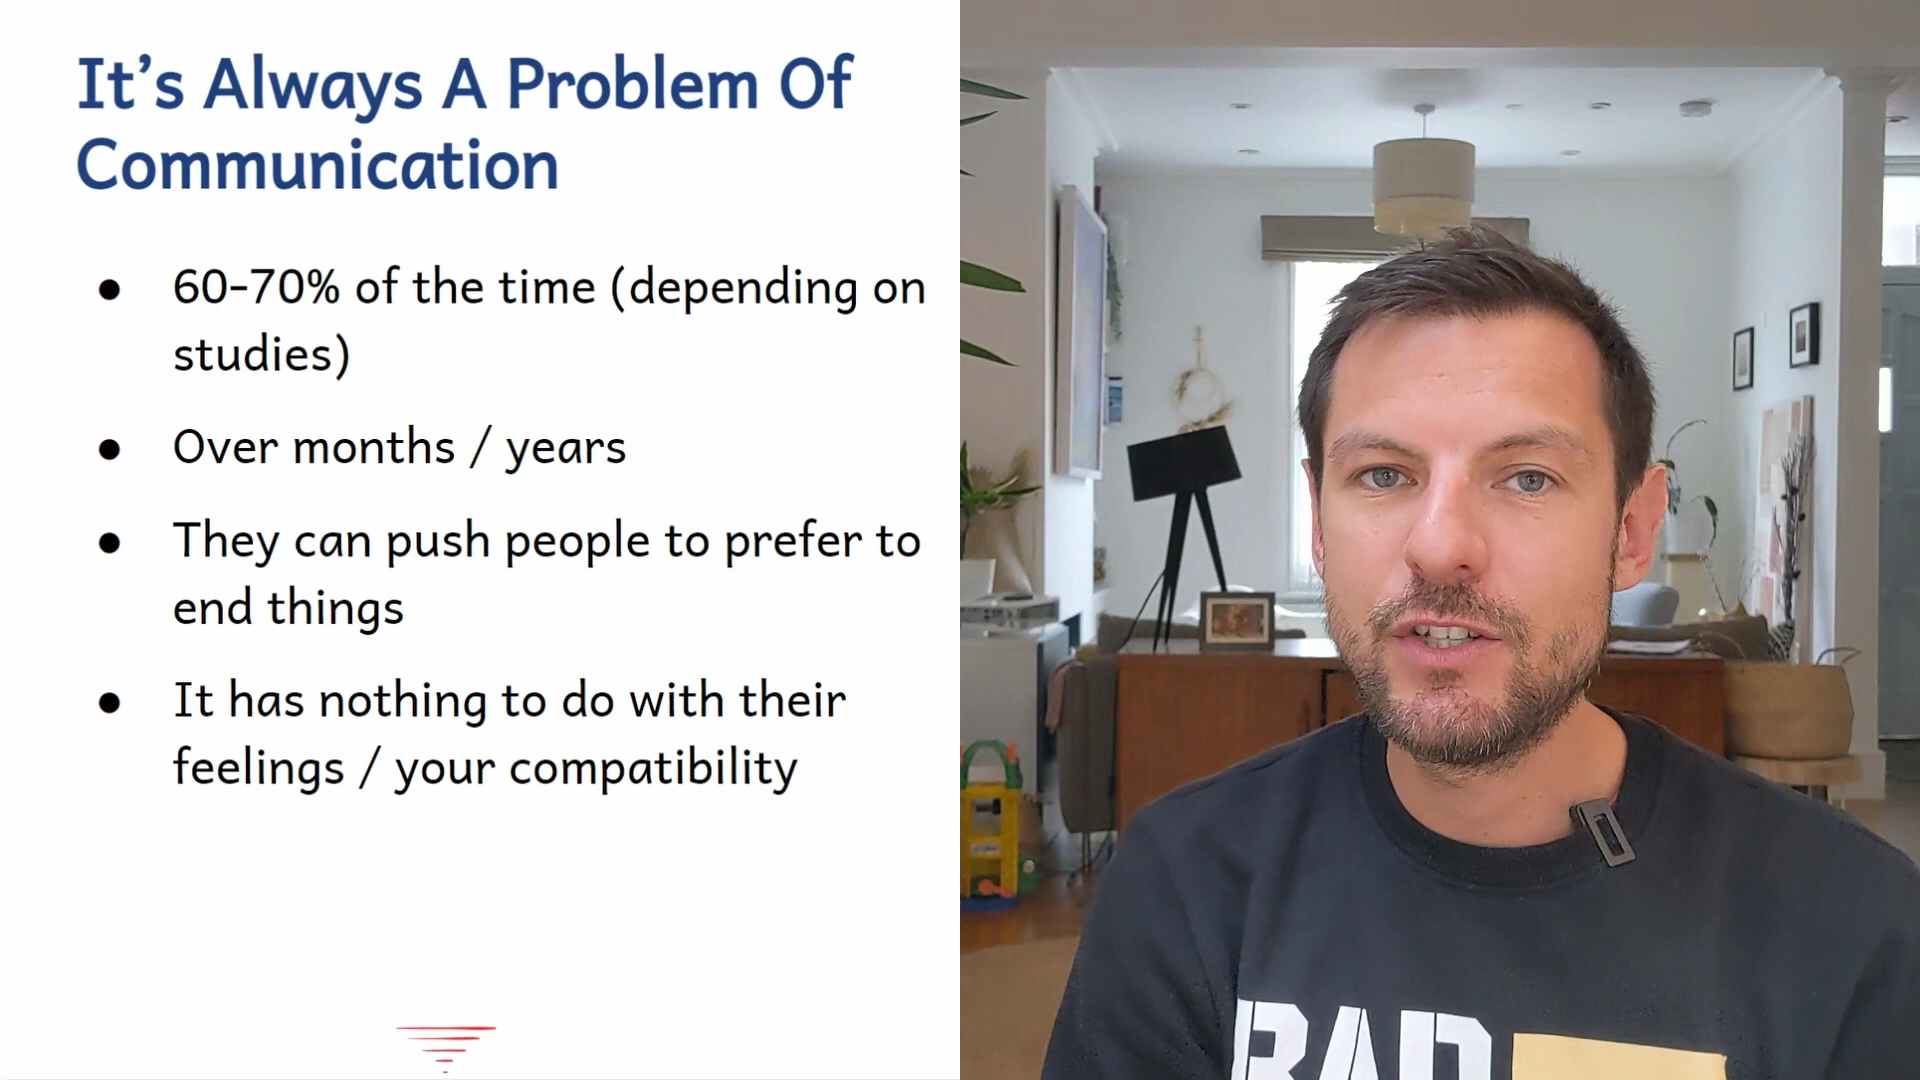 It’s Always A Problem Of
Communication
● 60-70% of the time (depending on
studies)
● Over months / years
● They can push people to prefer to
end things
● It has nothing to do with their
feelings / your compatibility
BAD